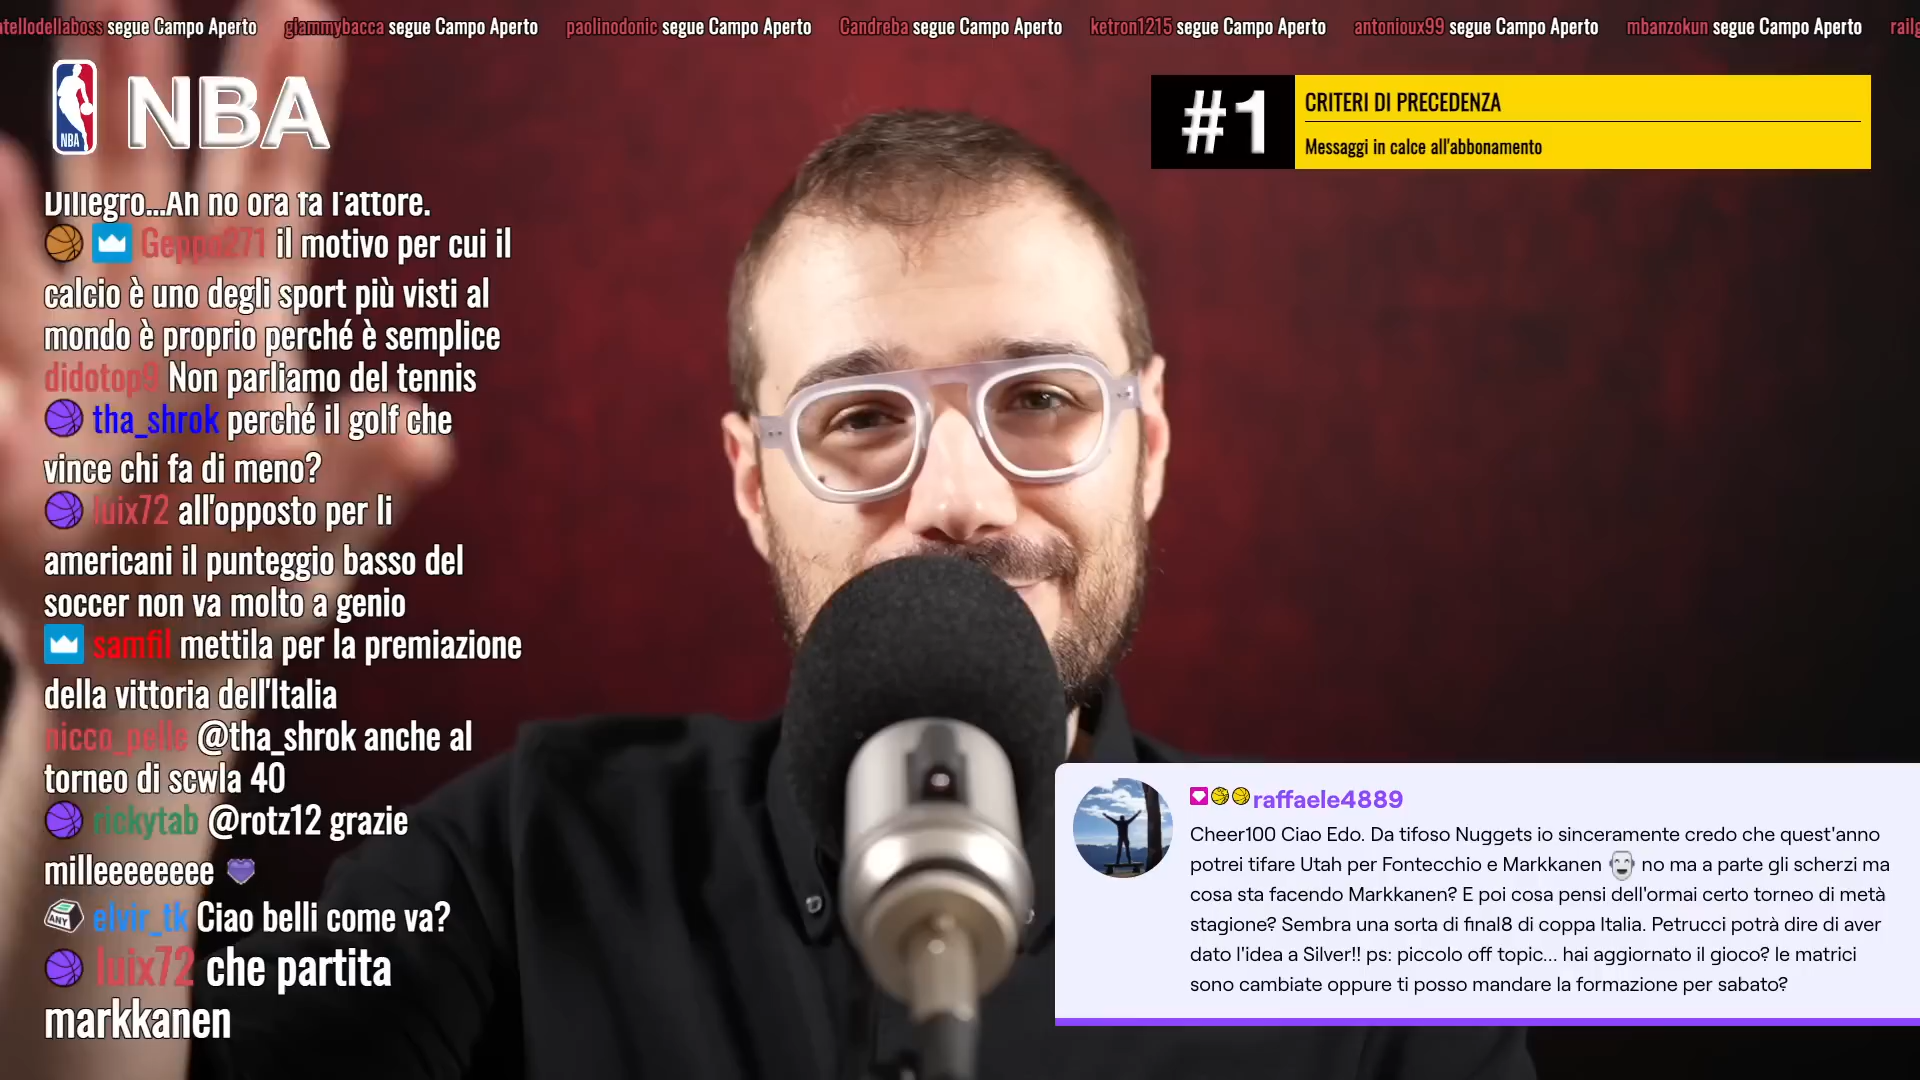 atellodellaboss segue Campo Aperto giammybacca segue Campo Aperto paolinodonic segue Campo Aperto Candreba segue Campo Aperto ketron1215 segue Campo Aperto antonioux99 segue Campo Aperto mbanzokun segue Campo Aperto
NBA NBA
#1 CRITERI DI PRECEDENZA
Messaggi in calce all'abbonamento
Dillegro...Ah no ora fa l'attore.
Geppo271 il motivo per cui il
calcio è uno degli sport più visti al
mondo è proprio perché è semplice
didotop9 Non parliamo del tennis
tha_shrok perché il golf che
vince chi fa di meno?
luix72 all'opposto per li
americani il punteggio basso del
soccer non va molto a genio
samfil mettila per la premiazione
della vittoria dell'Italia
nicco_pelle @tha_shrok anche al
torneo di scwla 40
rickytab @rotz12 grazie
milleeeeeeee
ANY elvir_tk Ciao belli come va?
luix72 che partita
markkanen
raffaele4889
Cheer100 Ciao Edo. Da tifoso Nuggets io sinceramente credo che quest'anno
potrei tifare Utah per Fontecchio e Markkanen no ma a parte gli scherzi ma
cosa sta facendo Markkanen? E poi cosa pensi dell'ormai certo torneo di metà
stagione? Sembra una sorta di final8 di coppa Italia. Petrucci potrà dire di aver
dato l'idea a Silver!! ps: piccolo off topic... hai aggiornato il gioco? le matrici
sono cambiate oppure ti posso mandare la formazione per sabato?